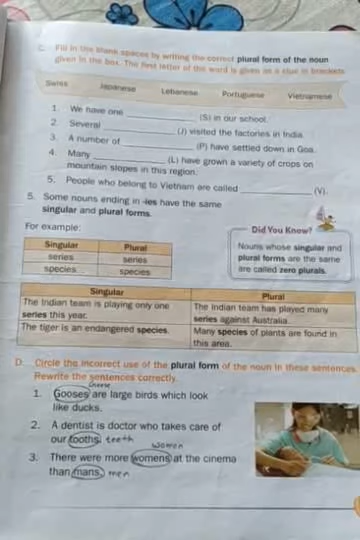 C. Fill in the blank spaces by writing the correct plural form of the noun
given in the box. The first letter of the word is given as a clue in brackets.
Swiss Japanese Lebanese Portuguese Vietnamese
1. We have one ________ (S) in our school.
2. Several ________ (J) visited the factories in India.
3. A number of ________ (P) have settled down in Goa.
4. Many ________ (L) have grown a variety of crops on
mountain slopes in this region.
5. People who belong to Vietnam are called ________ (V).
5. Some nouns ending in -ies have the same
singular and plural forms.
For example:
Singular Plural
series series
species species
Did You Know?
Nouns whose singular and
plural forms are the same
are called zero plurals.
Singular Plural
The Indian team is playing only one The Indian team has played many
series this year. series against Australia.
The tiger is an endangered species. Many species of plants are found in
this area.
D. Circle the incorrect use of the plural form of the noun in these sentences.
Rewrite the sentences correctly.
1. Gooses are large birds which look
like ducks.
2. A dentist is doctor who takes care of
our tooths. teeth
women
3. There were more womens at the cinema
than mans. men